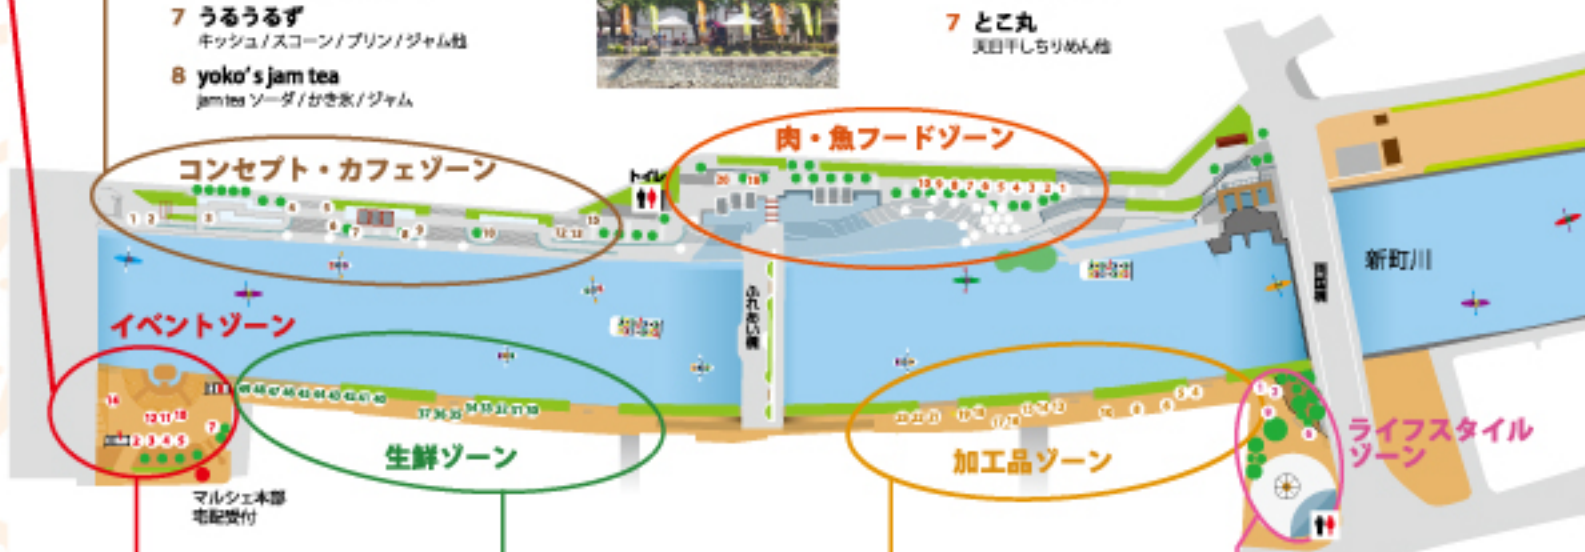 7 うるうるず
キッシュ / スコーン / プリン / ジャム他
8 yoko's jam tea
jam tea ソーダ / かき氷 / ジャム
7 とこ丸
天日干しちりめん他
肉・魚フードゾーン
コンセプト・カフェゾーン
トイレ
新町川
両国橋
ふれあい橋
イベントゾーン
生鮮ゾーン
加工品ゾーン
ライフスタイル
ゾーン
マルシェ本部
宅配受付